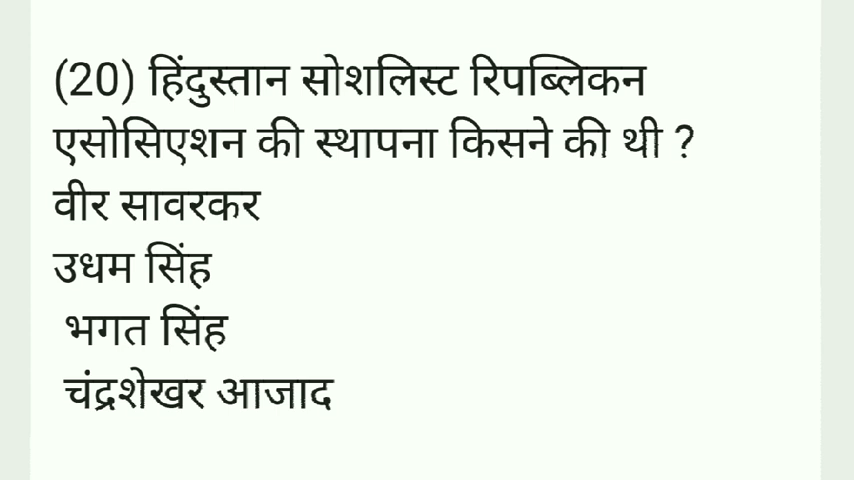 (20) हिंदुस्तान सोशलिस्ट रिपब्लिकन
एसोसिएशन की स्थापना किसने की थी ?
वीर सावरकर
उधम सिंह
भगत सिंह
चंद्रशेखर आजाद